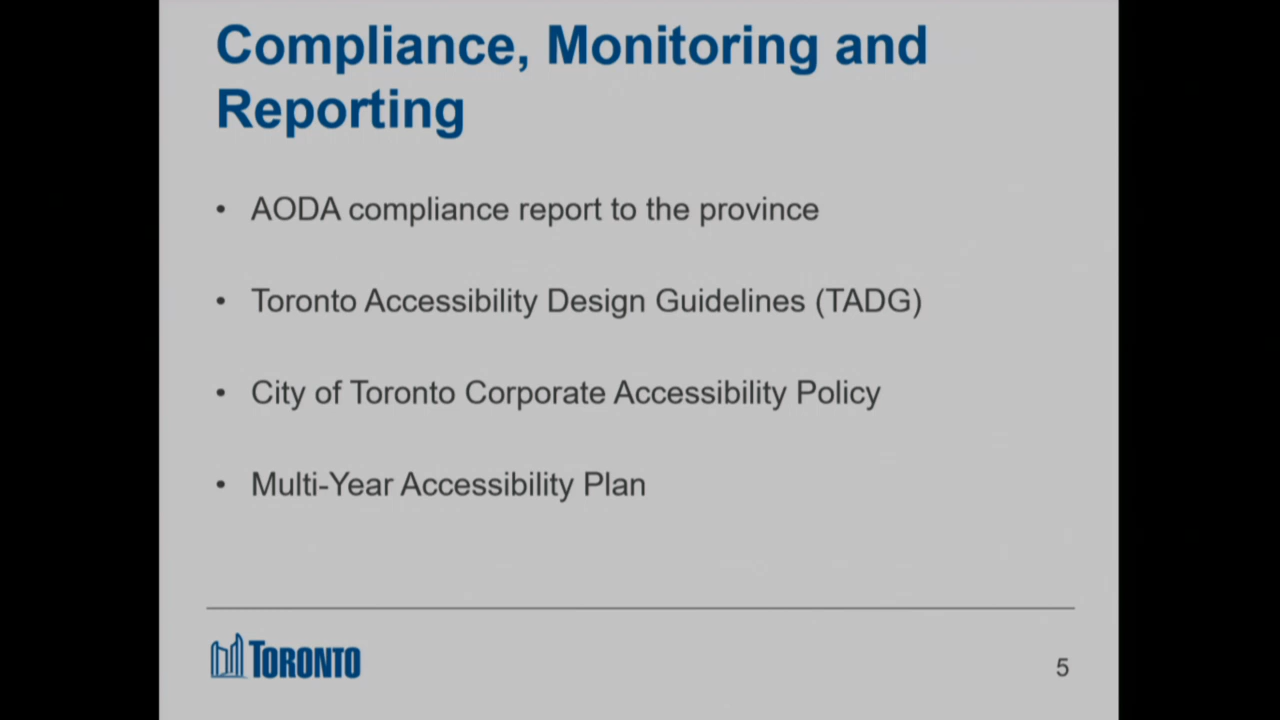 Compliance, Monitoring and
Reporting
• AODA compliance report to the province
• Toronto Accessibility Design Guidelines (TADG)
• City of Toronto Corporate Accessibility Policy
• Multi-Year Accessibility Plan
TORONTO
5